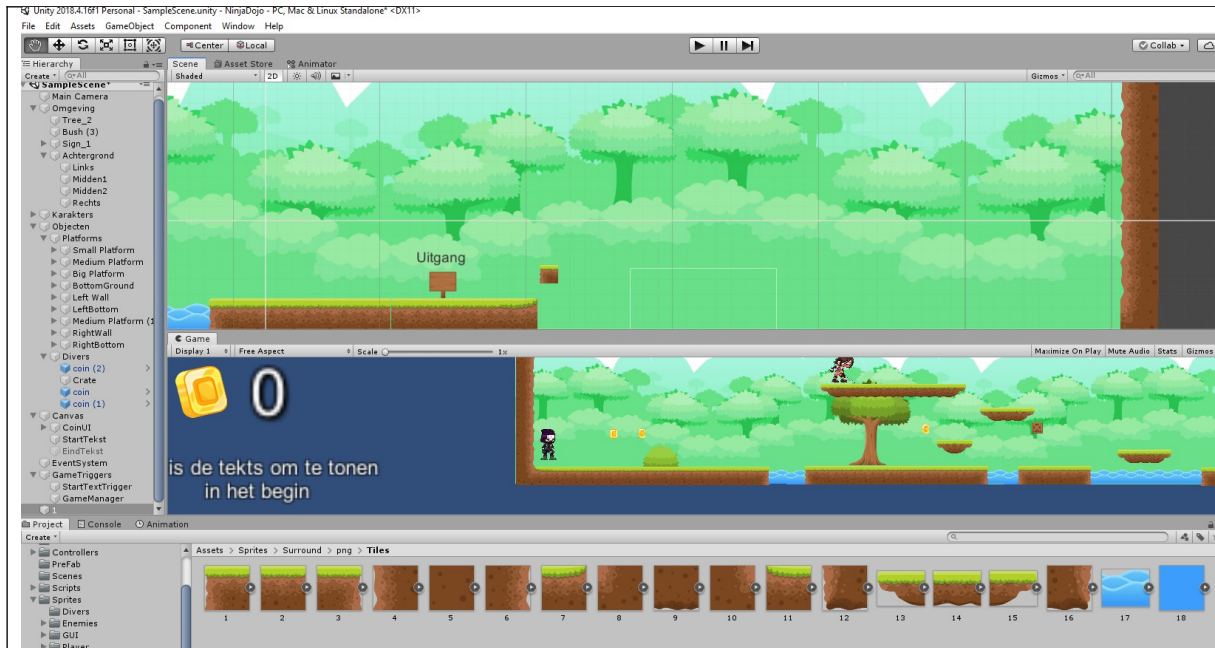 Unity 2018.4.16f1 Personal - SampleScene.unity - NinjaDojo - PC, Mac & Linux Standalone* <DX11>
File Edit Assets GameObject Component Window Help
Center Local Collab
Hierarchy
Create All
SampleScene*
Main Camera
Omgeving
Tree_2
Bush (3)
Sign_1
Achtergrond
Links
Midden1
Midden2
Rechts
Karakters
Objecten
Platforms
Small Platform
Medium Platform
Big Platform
BottomGround
Left Wall
LeftBottom
Medium Platform (1
RightWall
RightBottom
Divers
coin (2)
Crate
coin
coin (1)
Canvas
CoinUI
StartTekst
EindTekst
EventSystem
GameTriggers
StartTextTrigger
GameManager
1
Scene Asset Store Animator
Shaded 2D Gizmos All
Uitgang
Game
Display 1 Free Aspect Scale 1x Maximize On Play Mute Audio Stats Gizmos
0
is de tekts om te tonen
in het begin
Project Console Animation
Create
Controllers
PreFab
Scenes
Scripts
Sprites
Divers
Enemies
GUI
Player
Assets > Sprites > Surround > png > Tiles
1 2 3 4 5 6 7 8 9 10 11 12 13 14 15 16 17 18